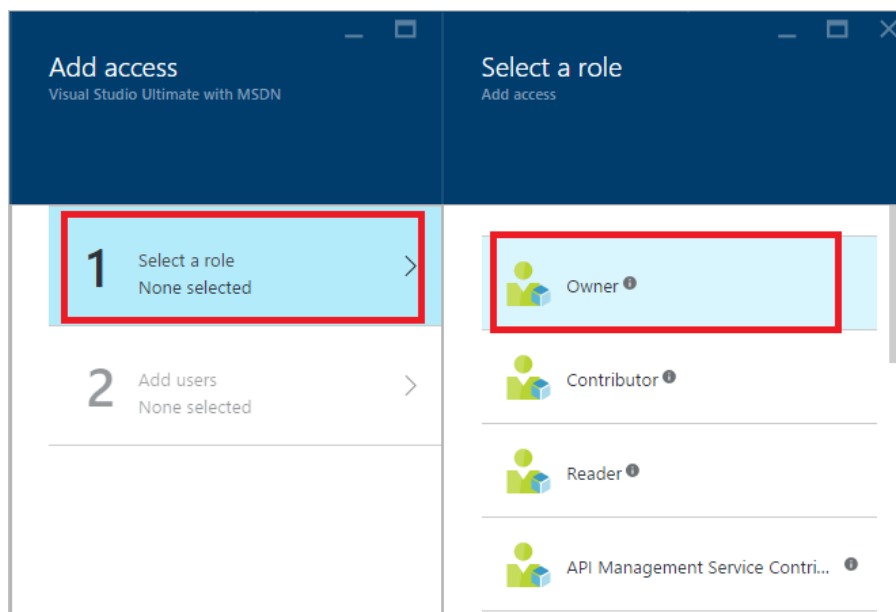 Add access
Visual Studio Ultimate with MSDN
1
Select a role
None selected
2
Add users
None selected
Select a role
Add access
Owner
Contributor
Reader
API Management Service Contri...